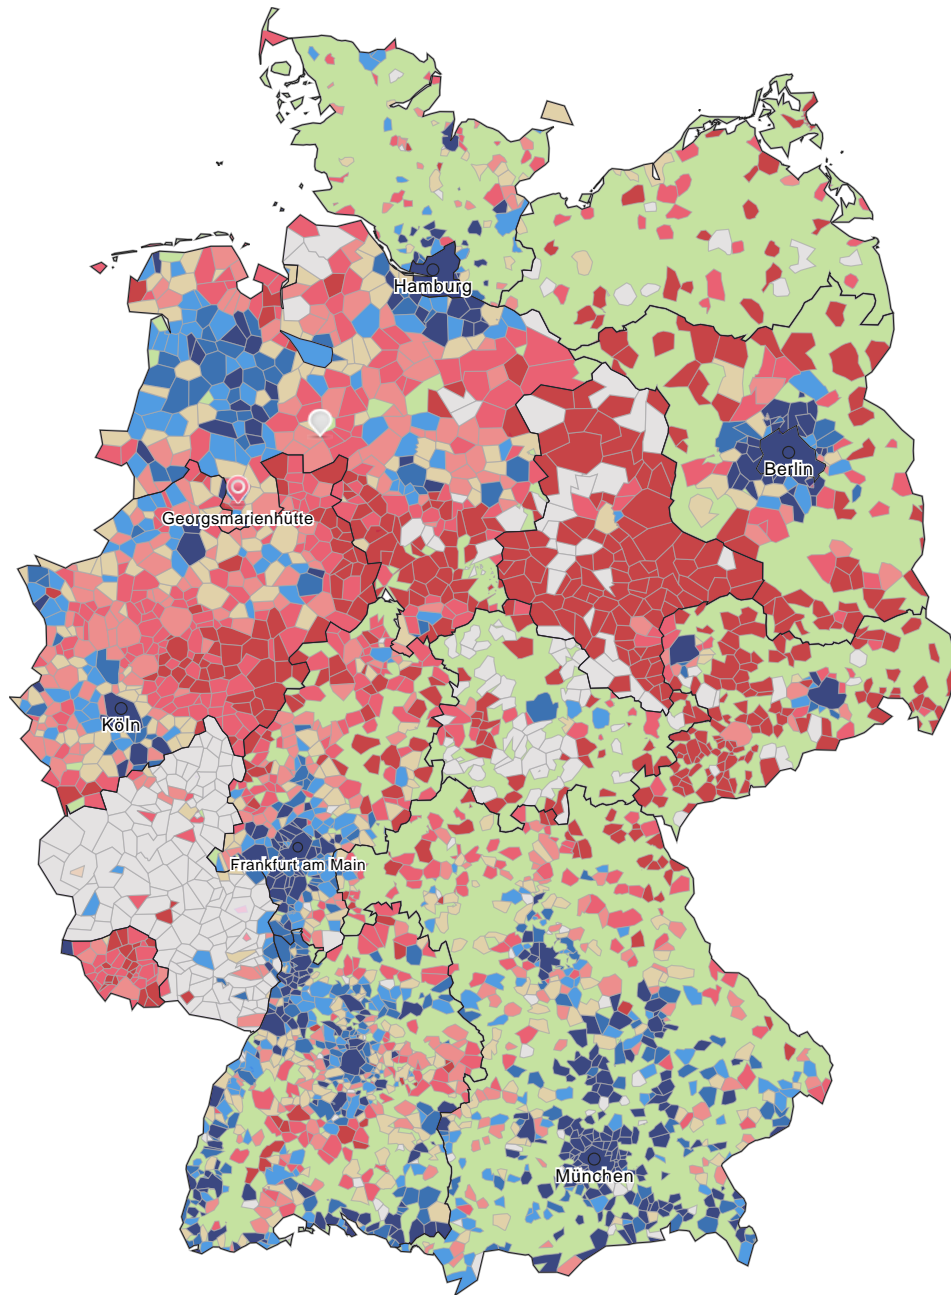 Hamburg
Berlin
Georgsmarienhütte
Köln
Frankfurt am Main
München